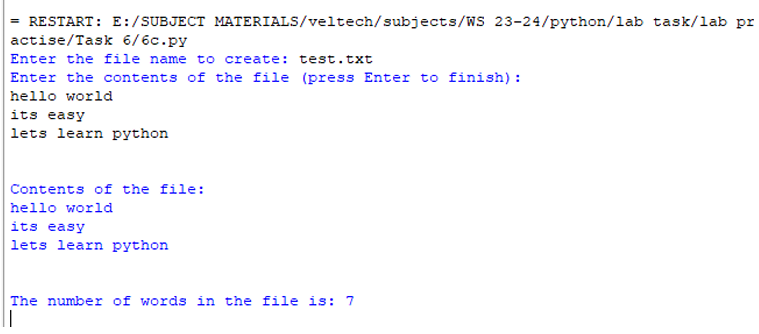 = RESTART: E:/SUBJECT MATERIALS/veltech/subjects/WS 23-24/python/lab task/lab pr
actise/Task 6/6c.py
Enter the file name to create: test.txt
Enter the contents of the file (press Enter to finish):
hello world
its easy
lets learn python
Contents of the file:
hello world
its easy
lets learn python
The number of words in the file is: 7